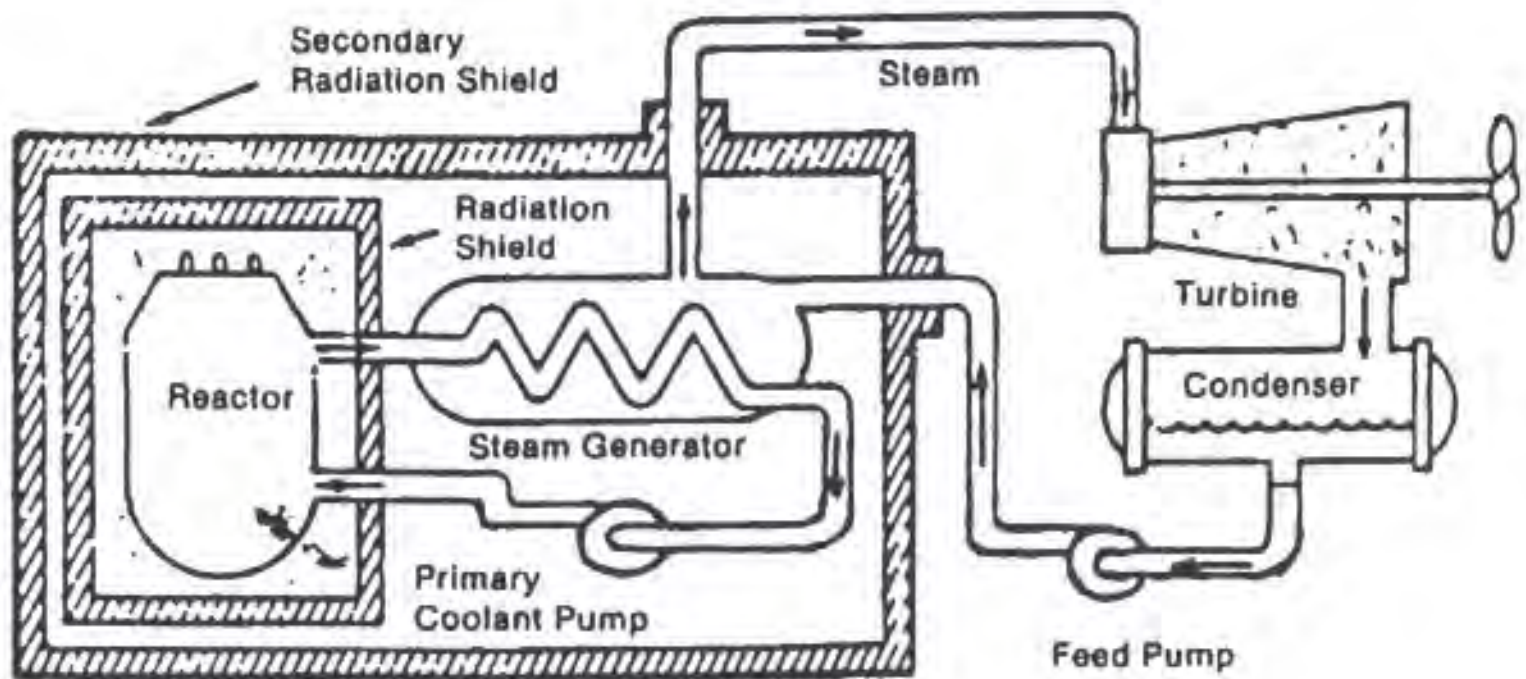 Secondary
Radiation Shield
Steam
Radiation
Shield
Turbine
Reactor
Condenser
Steam Generator
Primary
Coolant Pump
Feed Pump